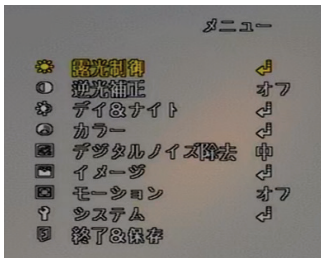 メニュー
露光制御 ↲
逆光補正 オフ
デイ&ナイト ↲
カラー ↲
デジタルノイズ除去 中
イメージ ↲
モーション オフ
システム ↲
終了&保存